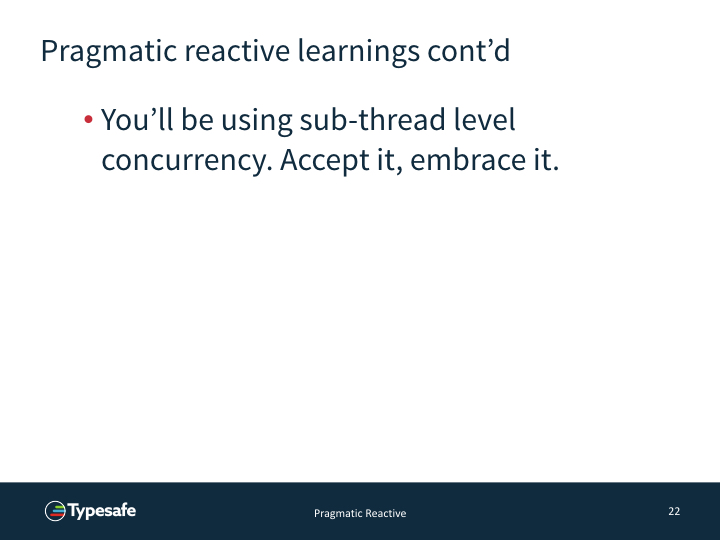 Pragmatic reactive learnings cont’d
• You’ll be using sub-thread level
concurrency. Accept it, embrace it.
Typesafe
Pragmatic Reactive
22